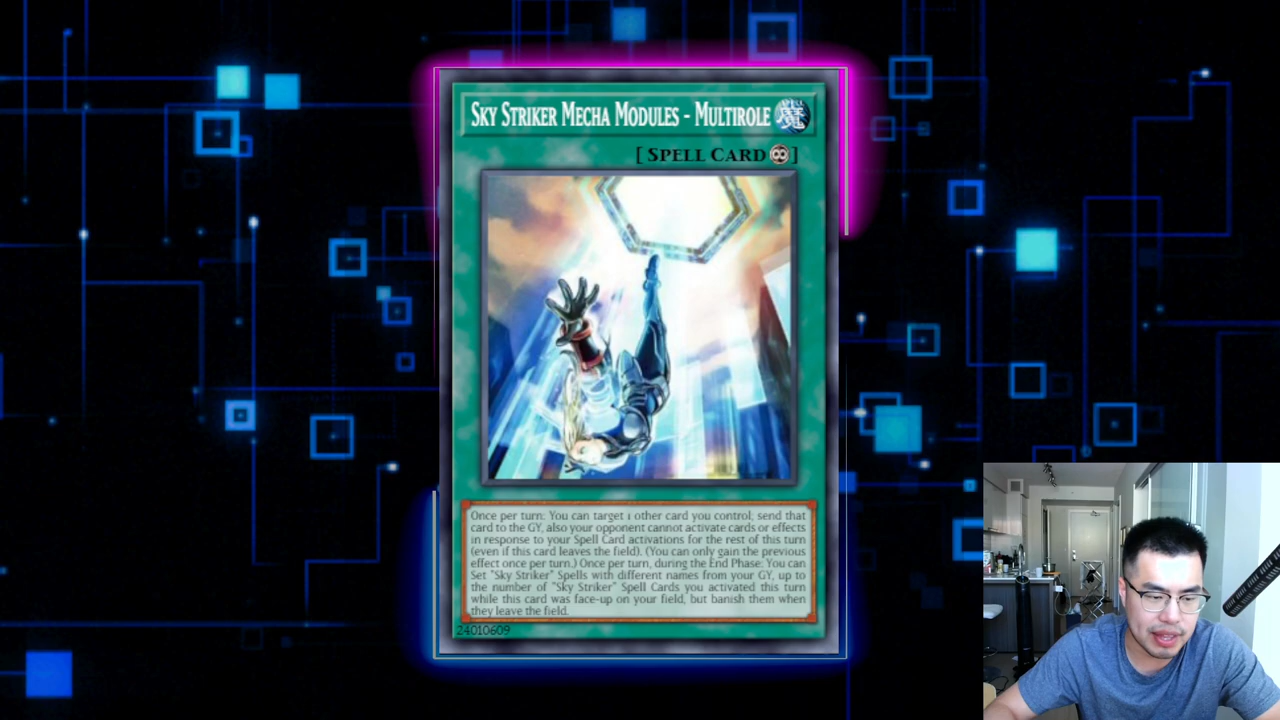 SKY STRIKER MECHA MODULES - MULTIROLE 魔
[ SPELL CARD ]
Once per turn: You can target 1 other card you control; send that
card to the GY, also your opponent cannot activate cards or effects
in response to your Spell Card activations for the rest of this turn
(even if this card leaves the field). (You can only gain the previous
effect once per turn.) Once per turn, during the End Phase: You can
Set "Sky Striker" Spells with different names from your GY, up to
the number of "Sky Striker" Spell Cards you activated this turn
while this card was face-up on your field, but banish them when
they leave the field.
24010609